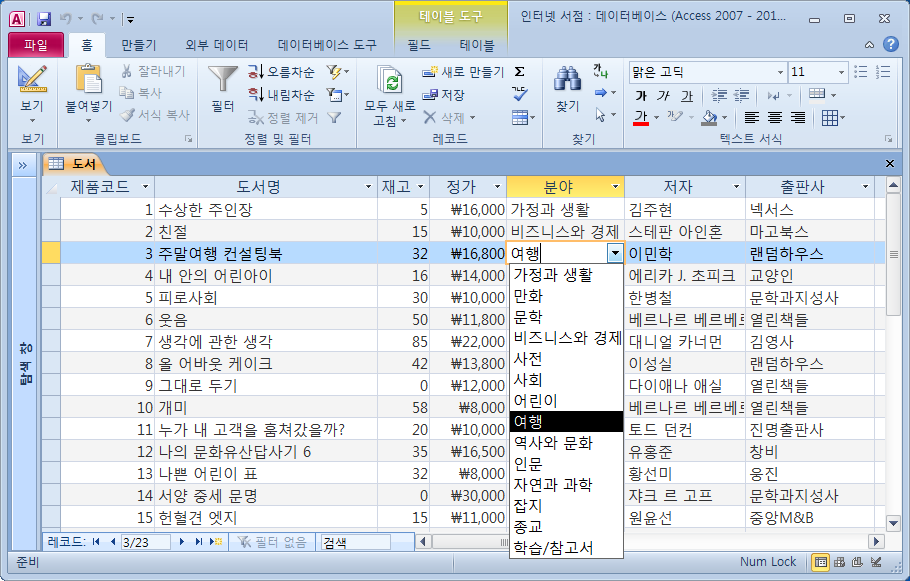 테이블 도구
인터넷 서점 : 데이터베이스 (Access 2007 - 201...
파일 홈 만들기 외부 데이터 데이터베이스 도구 필드 테이블
보기
보기
붙여넣기
잘라내기
복사
서식 복사
클립보드
필터
오름차순
내림차순
정렬 제거
정렬 및 필터
모두 새로
고침
새로 만들기
저장
삭제
레코드
찾기
찾기
맑은 고딕 11
가 가 가
가
텍스트 서식
도서
탐색 창
제품코드 도서명 재고 정가 분야 저자 출판사
1 수상한 주인장 5 ₩16,000 가정과 생활 김주현 넥서스
2 친절 15 ₩10,000 비즈니스와 경제 스테판 아인혼 마고북스
3 주말여행 컨설팅북 32 ₩16,800 여행 이민학 랜덤하우스
4 내 안의 어린아이 16 ₩14,000 에리카 J. 초피크 교양인
5 피로사회 30 ₩10,000 한병철 문학과지성사
6 웃음 50 ₩11,800 베르나르 베르베르 열린책들
7 생각에 관한 생각 85 ₩22,000 대니얼 카너먼 김영사
8 올 어바웃 케이크 42 ₩13,800 이성실 랜덤하우스
9 그대로 두기 0 ₩12,000 다이애나 애실 열린책들
10 개미 58 ₩8,000 베르나르 베르베르 열린책들
11 누가 내 고객을 훔쳐갔을까? 20 ₩10,000 토드 던컨 진명출판사
12 나의 문화유산답사기 6 35 ₩16,500 유홍준 창비
13 나쁜 어린이 표 32 ₩8,000 황선미 웅진
14 서양 중세 문명 0 ₩30,000 쟈크 르 고프 문학과지성사
15 헌혈견 엣지 15 ₩11,000 원윤선 중앙M&B
가정과 생활
만화
문학
비즈니스와 경제
사전
사회
어린이
여행
역사와 문화
인문
자연과 과학
잡지
종교
학습/참고서
레코드: 3/23 필터 없음 검색
준비 Num Lock